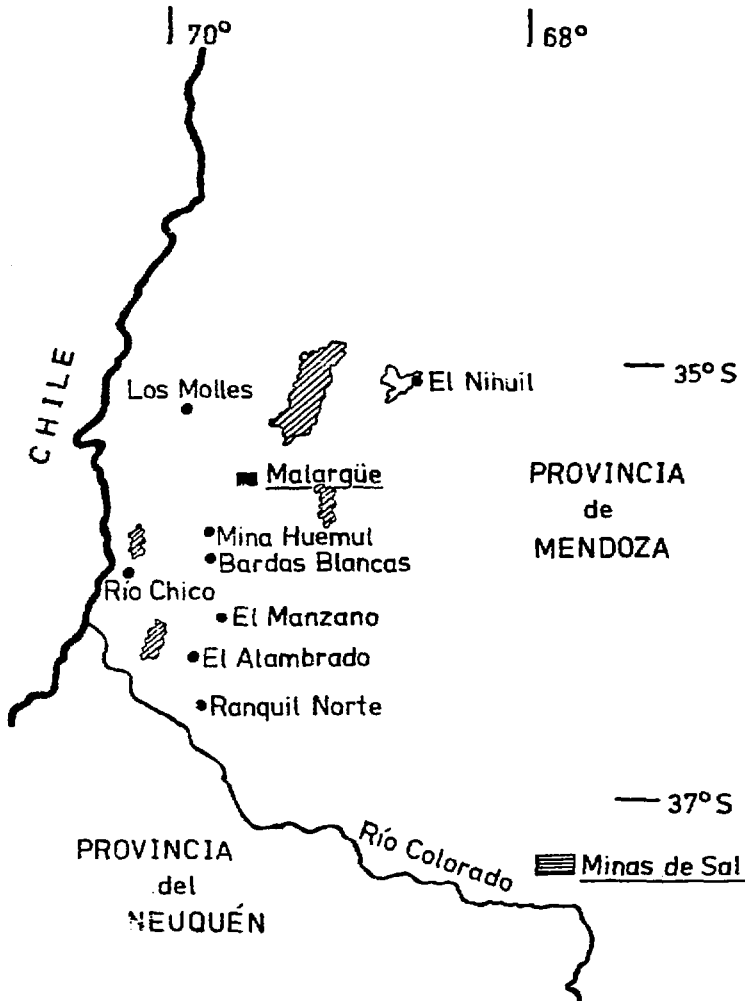 70°
68°
CHILE
35° S
El Nihuil
Los Molles
Malargüe
PROVINCIA
de
MENDOZA
Mina Huemul
Bardas Blancas
Río Chico
El Manzano
El Alambrado
Ranquil Norte
37° S
Río Colorado
PROVINCIA
del
NEUQUÉN
Minas de Sal